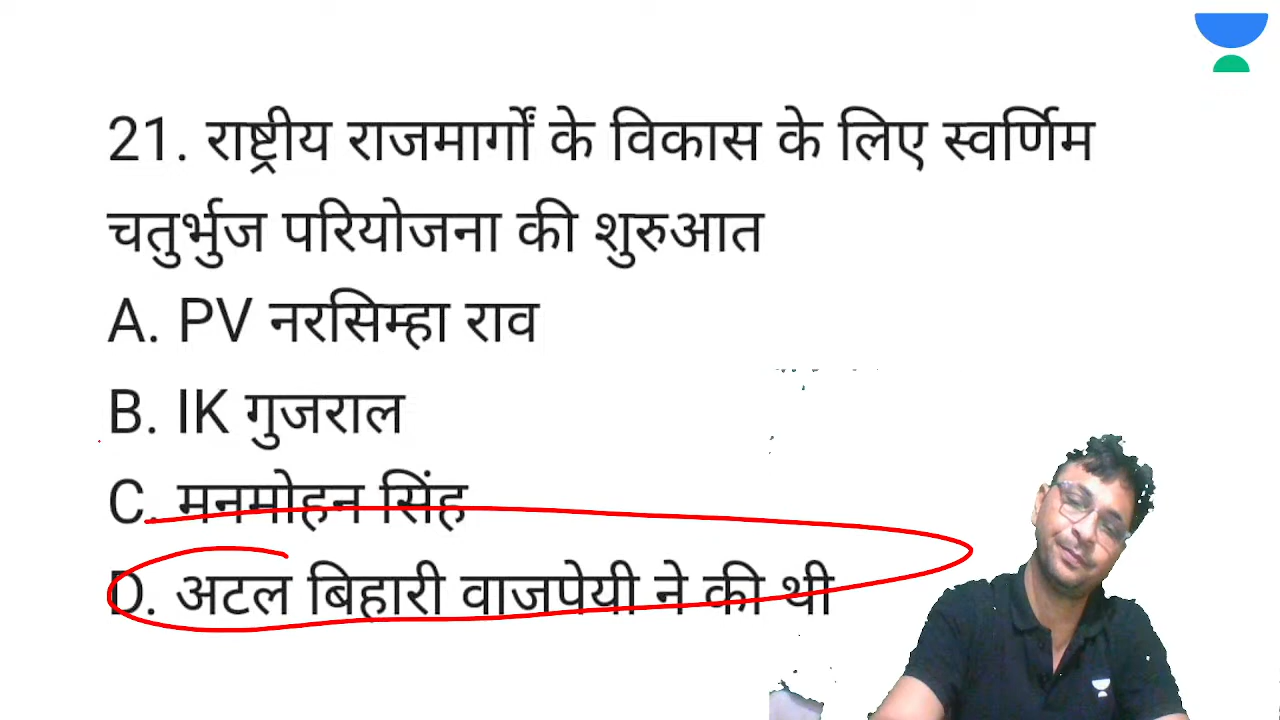 21. राष्ट्रीय राजमार्गों के विकास के लिए स्वर्णिम
चतुर्भुज परियोजना की शुरुआत
A. PV नरसिम्हा राव
B. IK गुजराल
C. मनमोहन सिंह
D. अटल बिहारी वाजपेयी ने की थी